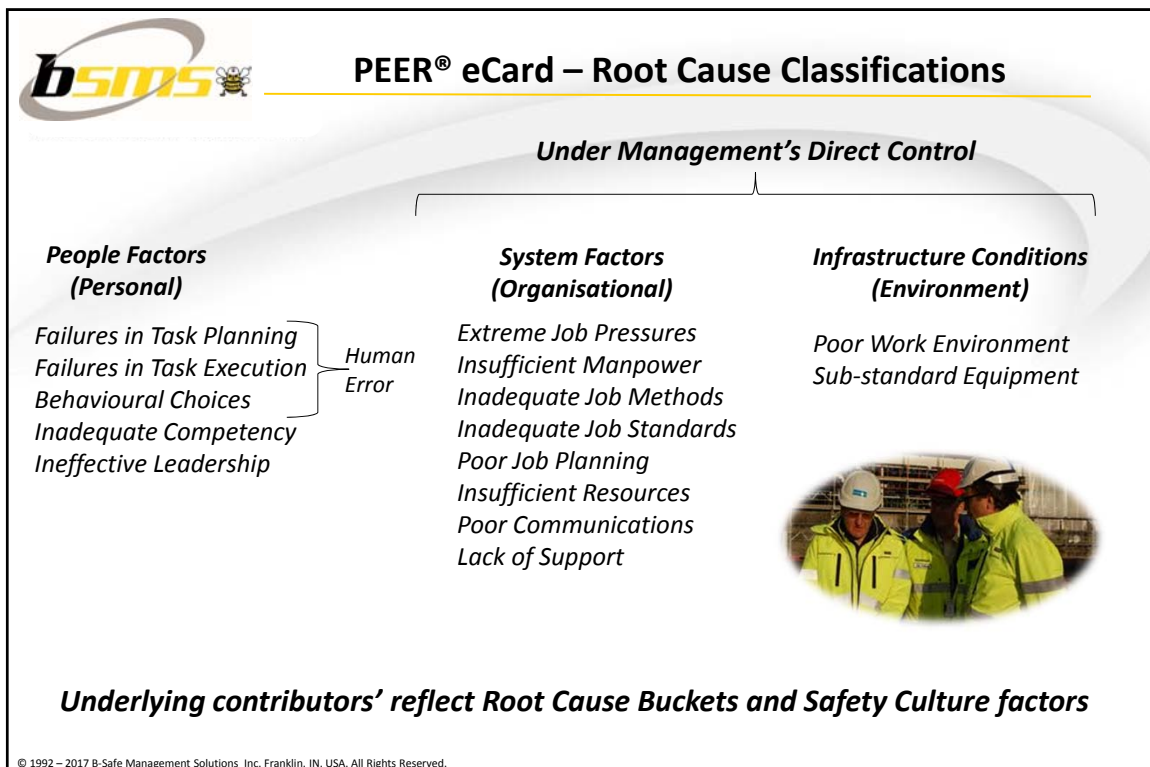 bsms
PEER® eCard – Root Cause Classifications
Under Management's Direct Control
People Factors
(Personal)
Failures in Task Planning
Failures in Task Execution
Behavioural Choices
Inadequate Competency
Ineffective Leadership
Human
Error
System Factors
(Organisational)
Extreme Job Pressures
Insufficient Manpower
Inadequate Job Methods
Inadequate Job Standards
Poor Job Planning
Insufficient Resources
Poor Communications
Lack of Support
Infrastructure Conditions
(Environment)
Poor Work Environment
Sub-standard Equipment
Underlying contributors' reflect Root Cause Buckets and Safety Culture factors
© 1992 – 2017 B-Safe Management Solutions Inc. Franklin, IN, USA. All Rights Reserved.